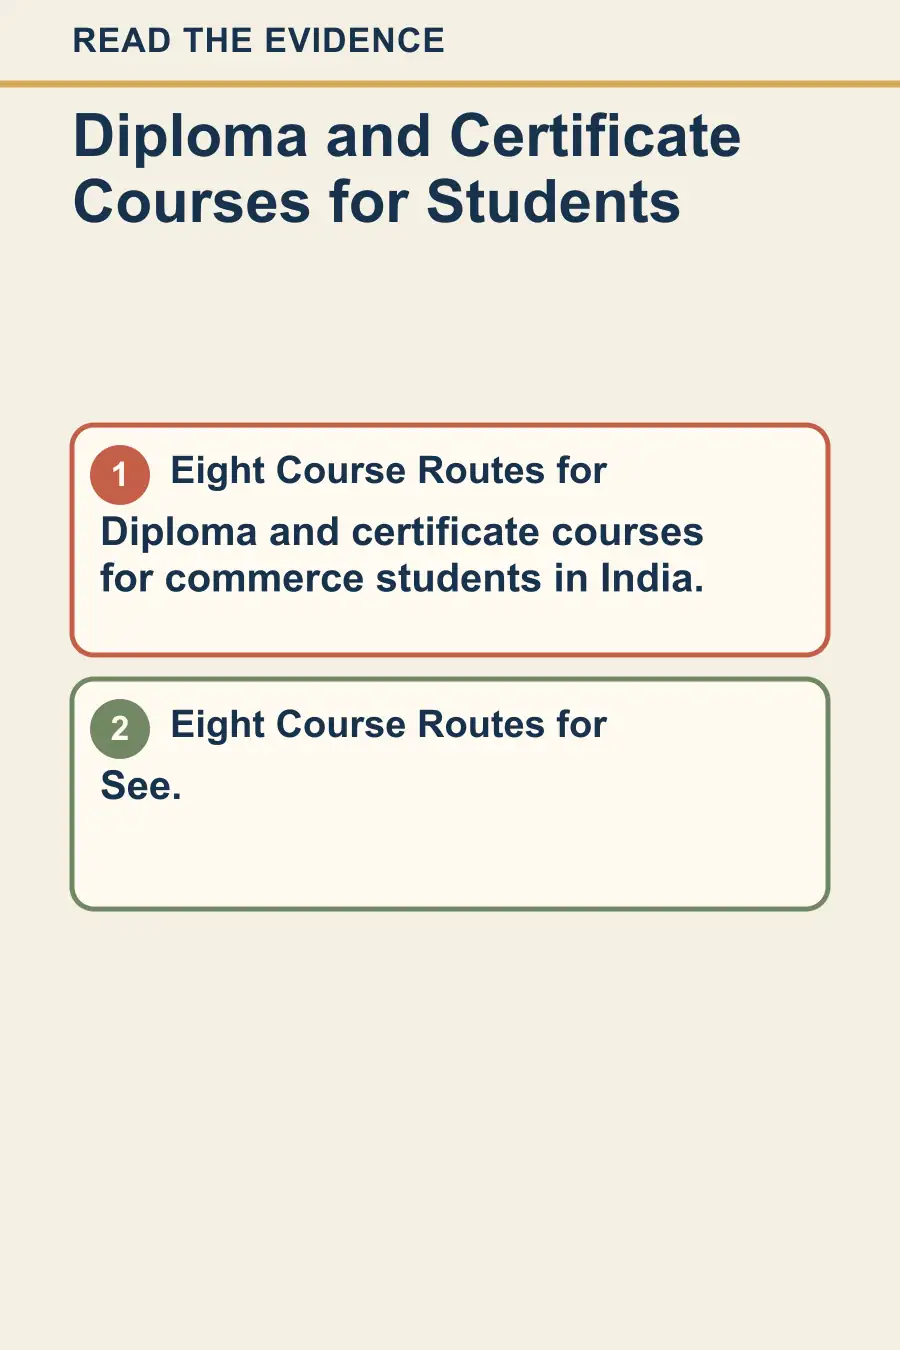 READ THE EVIDENCE
Diploma and Certificate
Courses for Students
1 Eight Course Routes for
Diploma and certificate courses
for commerce students in India.
2 Eight Course Routes for
See.